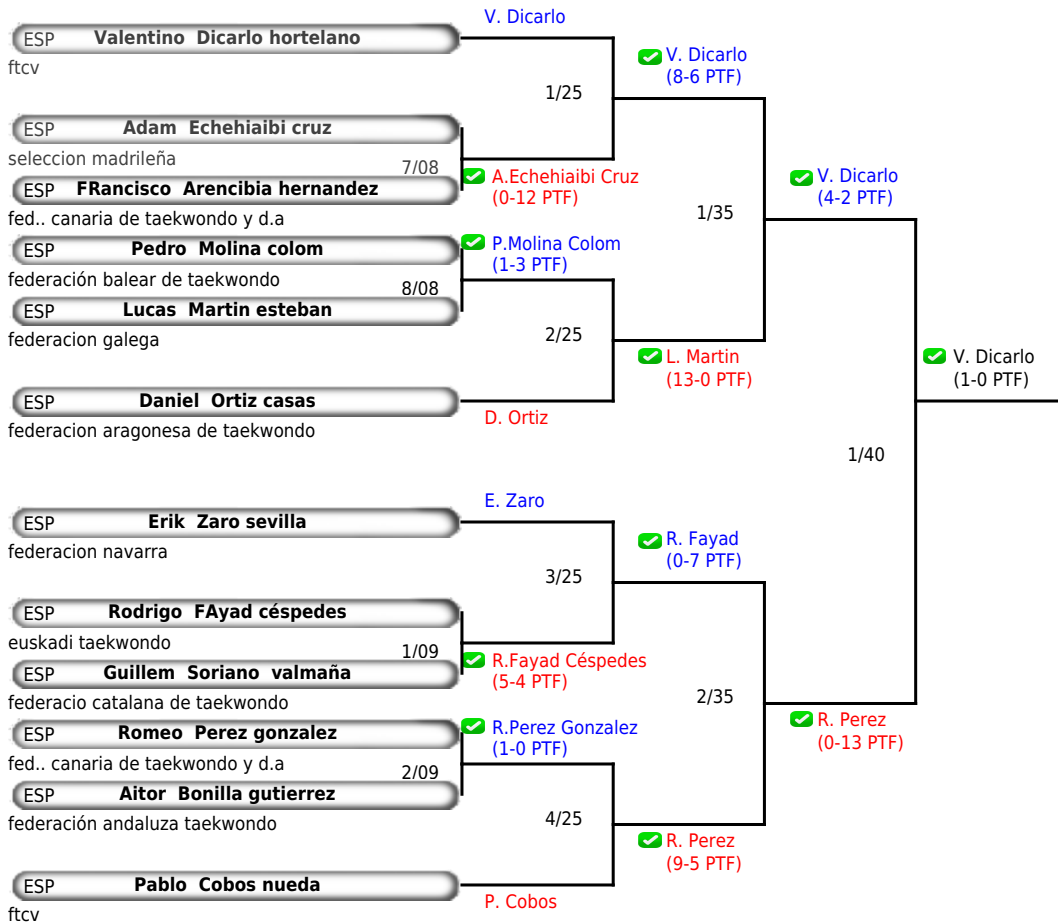 V. Dicarlo
ESP Valentino Dicarlo hortelano
ftcv
V. Dicarlo
(8-6 PTF)
1/25
ESP Adam Echehiaibi cruz
seleccion madrileña
7/08
A.Echehiaibi Cruz
(0-12 PTF)
ESP FRancisco Arencibia hernandez
fed.. canaria de taekwondo y d.a
V. Dicarlo
(4-2 PTF)
1/35
ESP Pedro Molina colom
federación balear de taekwondo
P.Molina Colom
(1-3 PTF)
8/08
ESP Lucas Martin esteban
federacion galega
2/25
L. Martin
(13-0 PTF)
ESP Daniel Ortiz casas
federacion aragonesa de taekwondo
D. Ortiz
V. Dicarlo
(1-0 PTF)
1/40
E. Zaro
ESP Erik Zaro sevilla
federacion navarra
R. Fayad
(0-7 PTF)
3/25
ESP Rodrigo FAyad céspedes
euskadi taekwondo
1/09
R.Fayad Céspedes
(5-4 PTF)
ESP Guillem Soriano valmaña
federacio catalana de taekwondo
2/35
R. Perez
(0-13 PTF)
ESP Romeo Perez gonzalez
fed.. canaria de taekwondo y d.a
R.Perez Gonzalez
(1-0 PTF)
2/09
ESP Aitor Bonilla gutierrez
federación andaluza taekwondo
4/25
R. Perez
(9-5 PTF)
ESP Pablo Cobos nueda
ftcv
P. Cobos